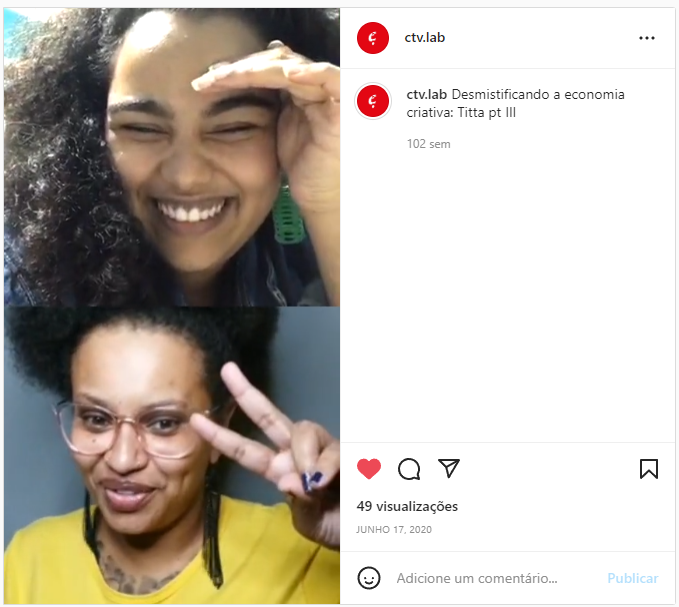 ctv.lab
ctv.lab Desmistificando a economia
criativa: Titta pt III
102 sem
49 visualizações
JUNHO 17, 2020
Adicione um comentário... Publicar